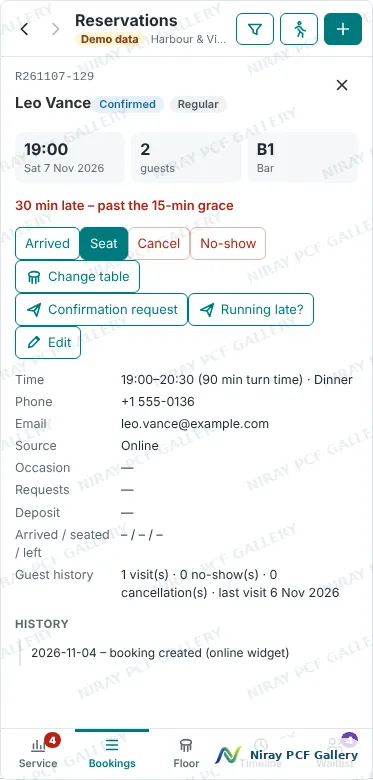 Reservations
Demo data Harbour & Vi...
R261107-129
Leo Vance Confirmed Regular
19:00 2 B1
Sat 7 Nov 2026 guests Bar
30 min late – past the 15-min grace
Arrived Seat Cancel No-show
Change table
Confirmation request Running late?
Edit
Time 19:00–20:30 (90 min turn time) · Dinner
Phone +1 555-0136
Email leo.vance@example.com
Source Online
Occasion —
Requests —
Deposit —
Arrived / seated – / – / –
/ left
Guest history 1 visit(s) · 0 no-show(s) · 0
cancellation(s) · last visit 6 Nov 2026
HISTORY
2026-11-04 – booking created (online widget)
4
Service Bookings Floor Timeline Waitlist
Niray PCF Gallery
NIRAY PCF GALLERY